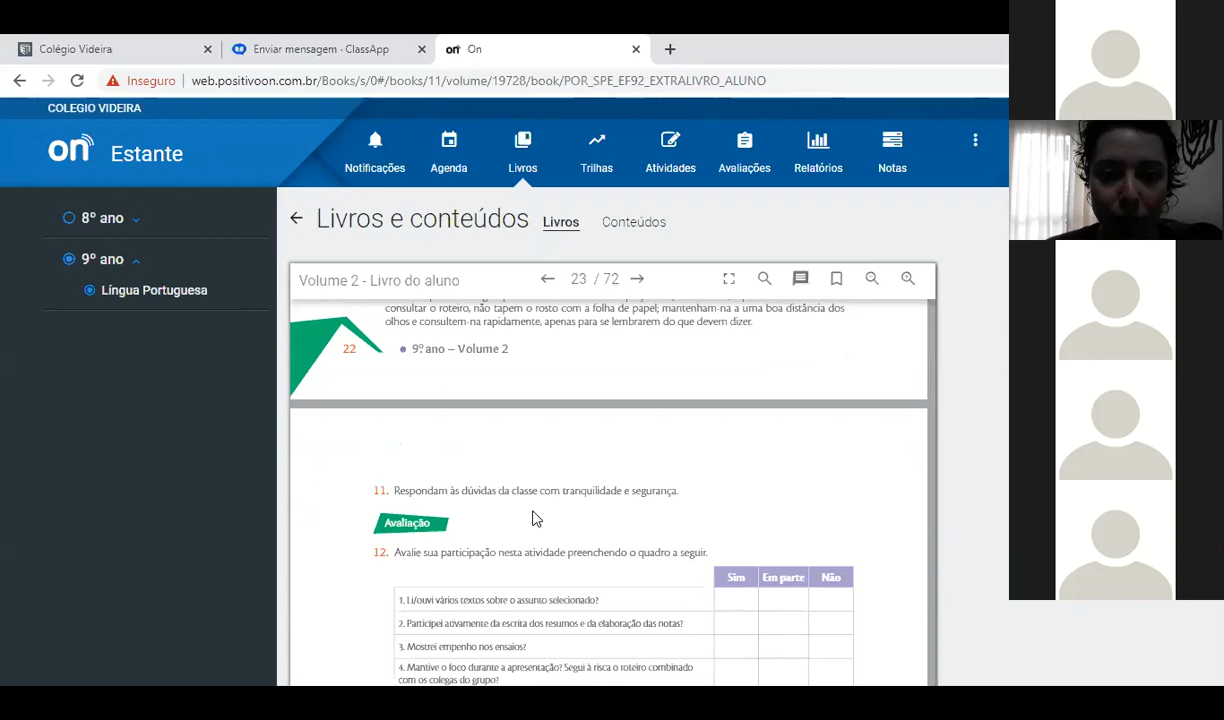 Colégio Videira
Enviar mensagem - ClassApp
On
Inseguro
web.positivoon.com.br/Books/s/0#/books/11/volume/19728/book/POR_SPE_EF92_EXTRALIVRO_ALUNO
COLEGIO VIDEIRA
on Estante
Notificações
Agenda
Livros
Trilhas
Atividades
Avaliações
Relatórios
Notas
8º ano
9º ano
Língua Portuguesa
Livros e conteúdos
Livros
Conteúdos
Volume 2 - Livro do aluno
23 / 72
consultar o roteiro, não tapem o rosto com a folha de papel; mantenham-na a uma boa distância dos
olhos e consultem-na rapidamente, apenas para se lembrarem do que devem dizer.
22
9º. ano – Volume 2
11. Respondam às dúvidas da classe com tranquilidade e segurança.
Avaliação
12. Avalie sua participação nesta atividade preenchendo o quadro a seguir.
Sim
Em parte
Não
1. Li/ouvi vários textos sobre o assunto selecionado?
2. Participei ativamente da escrita dos resumos e da elaboração das notas?
3. Mostrei empenho nos ensaios?
4. Mantive o foco durante a apresentação? Segui à risca o roteiro combinado
com os colegas do grupo?